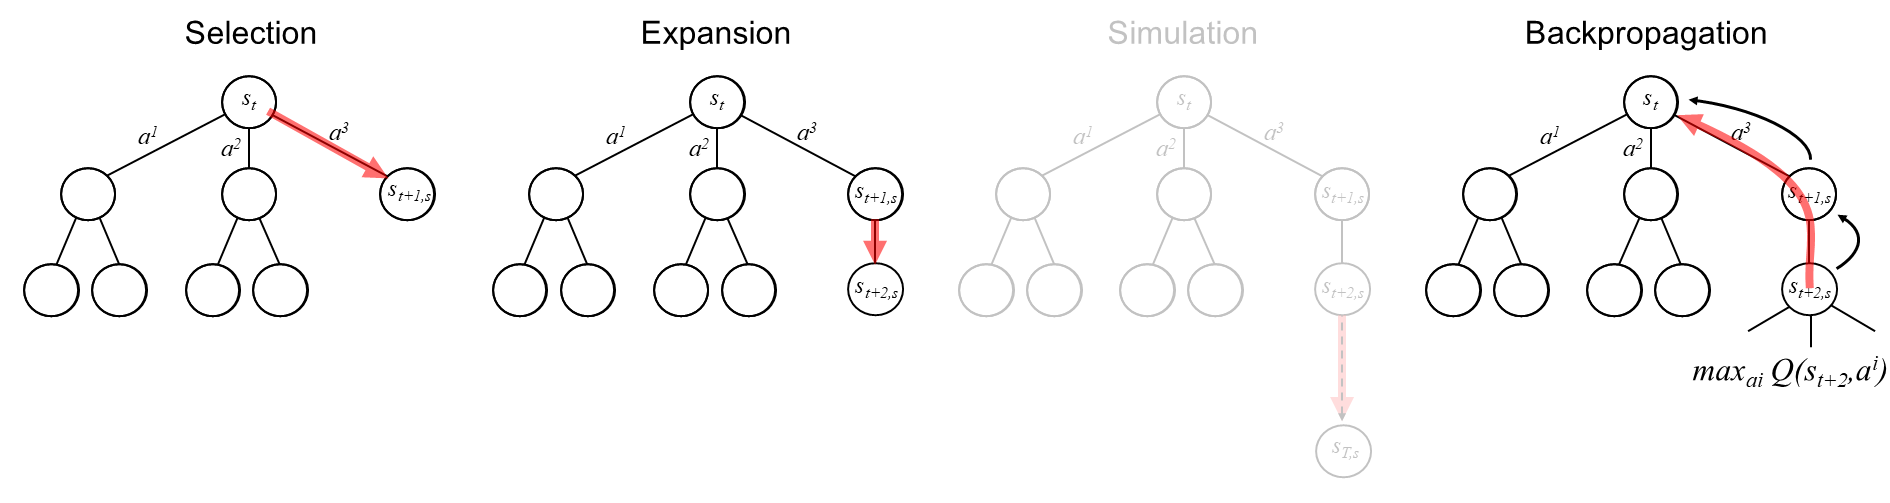 Selection
s_t
a^1
a^2
a^3
s_{t+1,s}
Expansion
s_t
a^1
a^2
a^3
s_{t+1,s}
s_{t+2,s}
Simulation
s_t
a^1
a^2
a^3
s_{t+1,s}
s_{t+2,s}
s_{T,s}
Backpropagation
s_t
a^1
a^2
a^3
s_{t+1,s}
s_{t+2,s}
max_{ai} Q(s_{t+2},a^i)